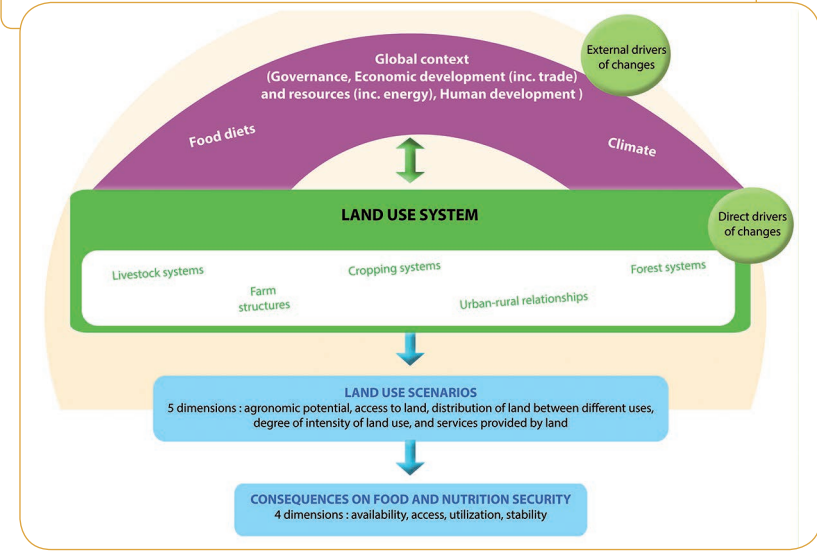 Global context
(Governance, Economic development (inc. trade)
and resources (inc. energy), Human development )
External drivers
of changes
Food diets
Climate
LAND USE SYSTEM
Direct drivers
of changes
Livestock systems
Cropping systems
Forest systems
Farm
structures
Urban-rural relationships
LAND USE SCENARIOS
5 dimensions : agronomic potential, access to land, distribution of land between different uses,
degree of intensity of land use, and services provided by land
CONSEQUENCES ON FOOD AND NUTRITION SECURITY
4 dimensions : availability, access, utilization, stability